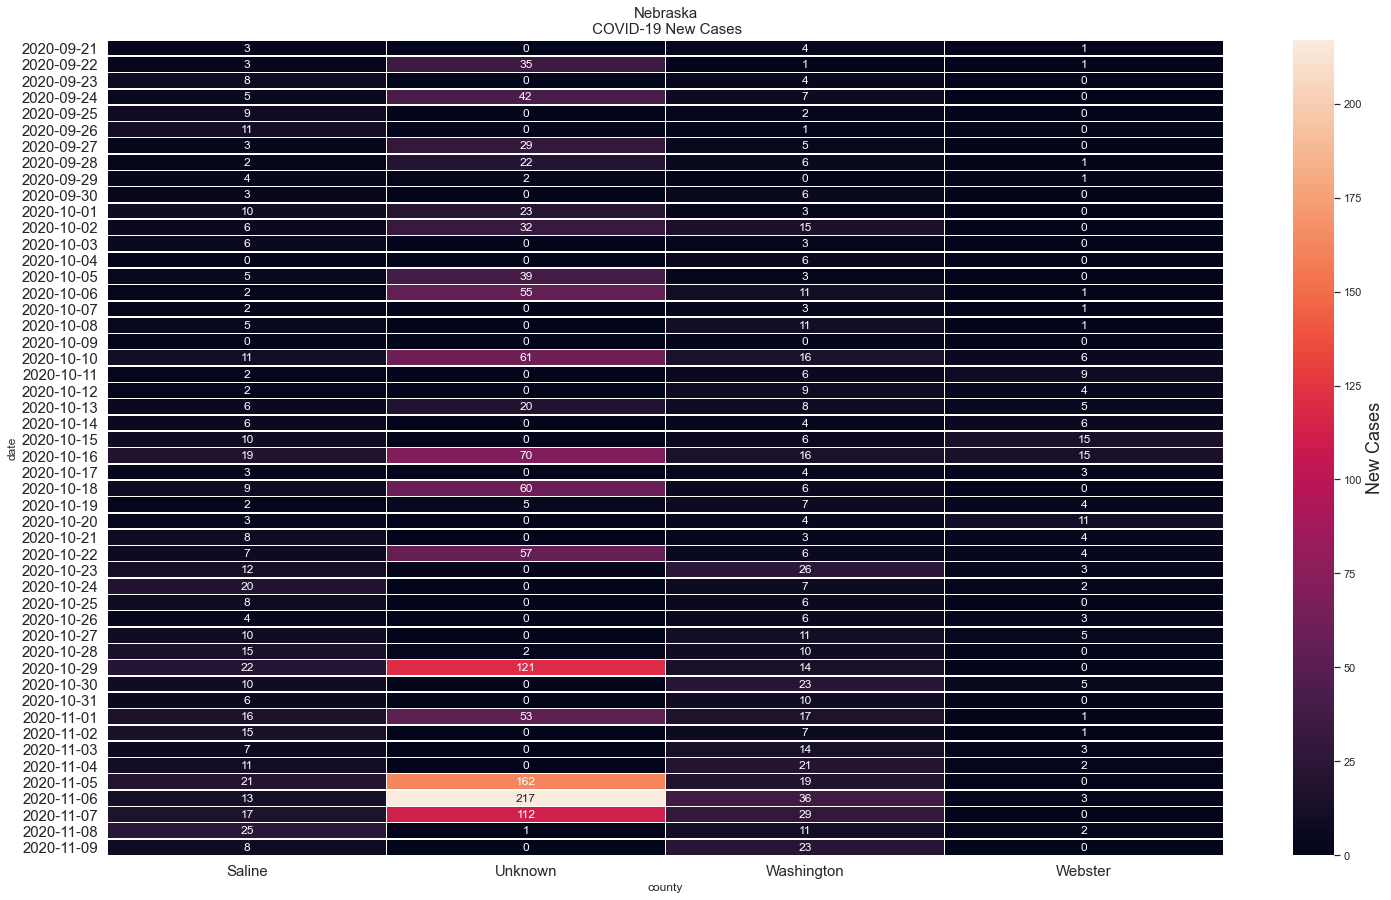 Nebraska
COVID-19 New Cases
2020-09-21 3 0 4 1
2020-09-22 3 35 1 1
2020-09-23 8 0 4 0
2020-09-24 5 42 7 0
2020-09-25 9 0 2 0
2020-09-26 11 0 1 0
2020-09-27 3 29 5 0
2020-09-28 2 22 6 1
2020-09-29 4 2 0 1
2020-09-30 3 0 6 0
2020-10-01 10 23 3 0
2020-10-02 6 32 15 0
2020-10-03 6 0 3 0
2020-10-04 0 0 6 0
2020-10-05 5 39 3 0
2020-10-06 2 55 11 1
2020-10-07 2 0 3 1
2020-10-08 5 0 11 1
2020-10-09 0 0 0 0
2020-10-10 11 61 16 6
2020-10-11 2 0 6 9
2020-10-12 2 0 9 4
2020-10-13 6 20 8 5
2020-10-14 6 0 4 6
2020-10-15 10 0 6 15
2020-10-16 19 70 16 15
2020-10-17 3 0 4 3
2020-10-18 9 60 6 0
2020-10-19 2 5 7 4
2020-10-20 3 0 4 11
2020-10-21 8 0 3 4
2020-10-22 7 57 6 4
2020-10-23 12 0 26 3
2020-10-24 20 0 7 2
2020-10-25 8 0 6 0
2020-10-26 4 0 6 3
2020-10-27 10 0 11 5
2020-10-28 15 2 10 0
2020-10-29 22 121 14 0
2020-10-30 10 0 23 5
2020-10-31 6 0 10 0
2020-11-01 16 53 17 1
2020-11-02 15 0 7 1
2020-11-03 7 0 14 3
2020-11-04 11 0 21 2
2020-11-05 21 162 19 0
2020-11-06 13 217 36 3
2020-11-07 17 112 29 0
2020-11-08 25 1 11 2
2020-11-09 8 0 23 0
date
Saline Unknown Washington Webster
county
200
175
150
125
100
75
50
25
0
New Cases